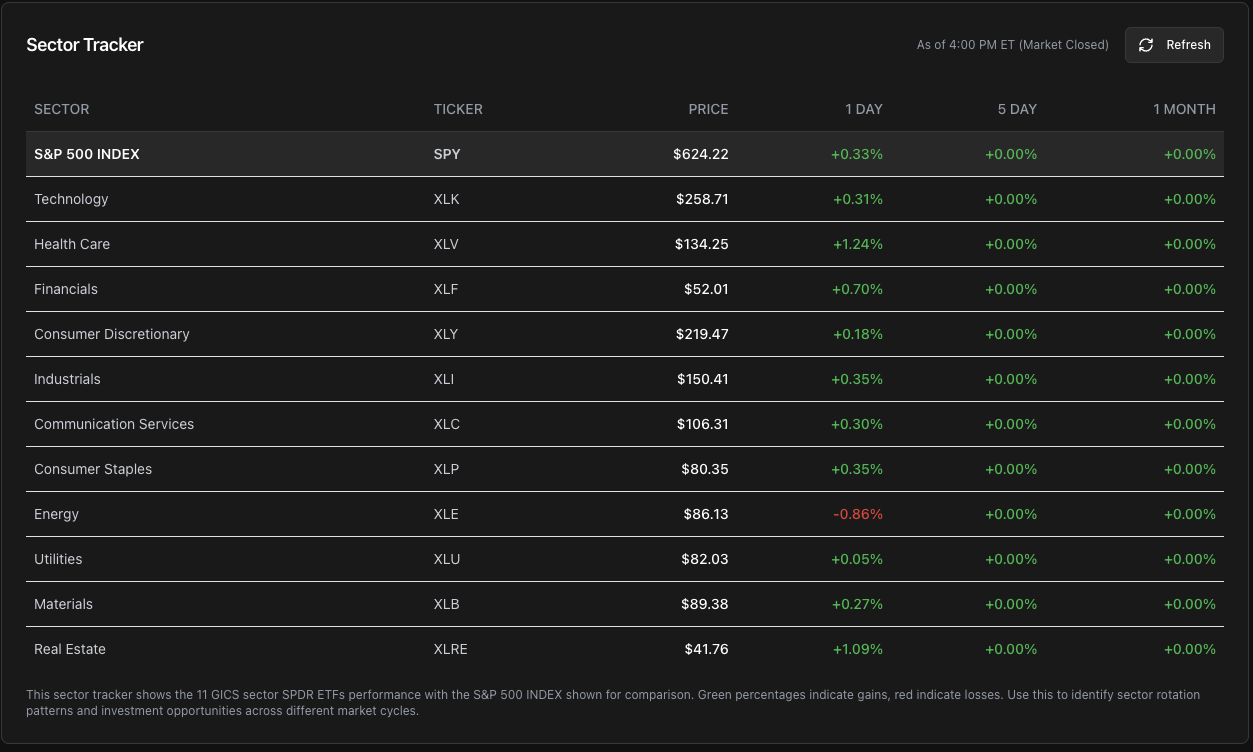 Sector Tracker
As of 4:00 PM ET (Market Closed)
Refresh
SECTOR TICKER PRICE 1 DAY 5 DAY 1 MONTH
S&P 500 INDEX SPY $624.22 +0.33% +0.00% +0.00%
Technology XLK $258.71 +0.31% +0.00% +0.00%
Health Care XLV $134.25 +1.24% +0.00% +0.00%
Financials XLF $52.01 +0.70% +0.00% +0.00%
Consumer Discretionary XLY $219.47 +0.18% +0.00% +0.00%
Industrials XLI $150.41 +0.35% +0.00% +0.00%
Communication Services XLC $106.31 +0.30% +0.00% +0.00%
Consumer Staples XLP $80.35 +0.35% +0.00% +0.00%
Energy XLE $86.13 -0.86% +0.00% +0.00%
Utilities XLU $82.03 +0.05% +0.00% +0.00%
Materials XLB $89.38 +0.27% +0.00% +0.00%
Real Estate XLRE $41.76 +1.09% +0.00% +0.00%
This sector tracker shows the 11 GICS sector SPDR ETFs performance with the S&P 500 INDEX shown for comparison. Green percentages indicate gains, red indicate losses. Use this to identify sector rotation
patterns and investment opportunities across different market cycles.